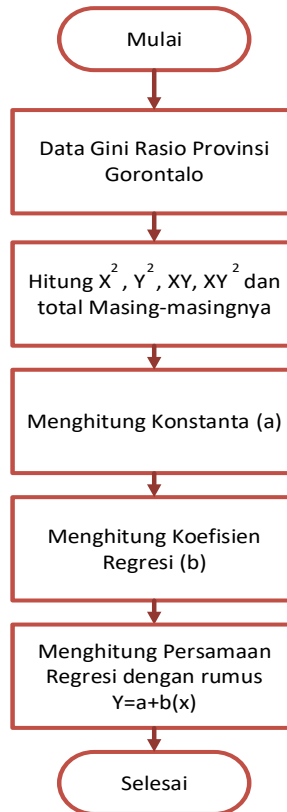 Mulai
Data Gini Rasio Provinsi
Gorontalo
Hitung X², Y², XY, XY² dan
total Masing-masingnya
Menghitung Konstanta (a)
Menghitung Koefisien
Regresi (b)
Menghitung Persamaan
Regresi dengan rumus
Y=a+b(x)
Selesai